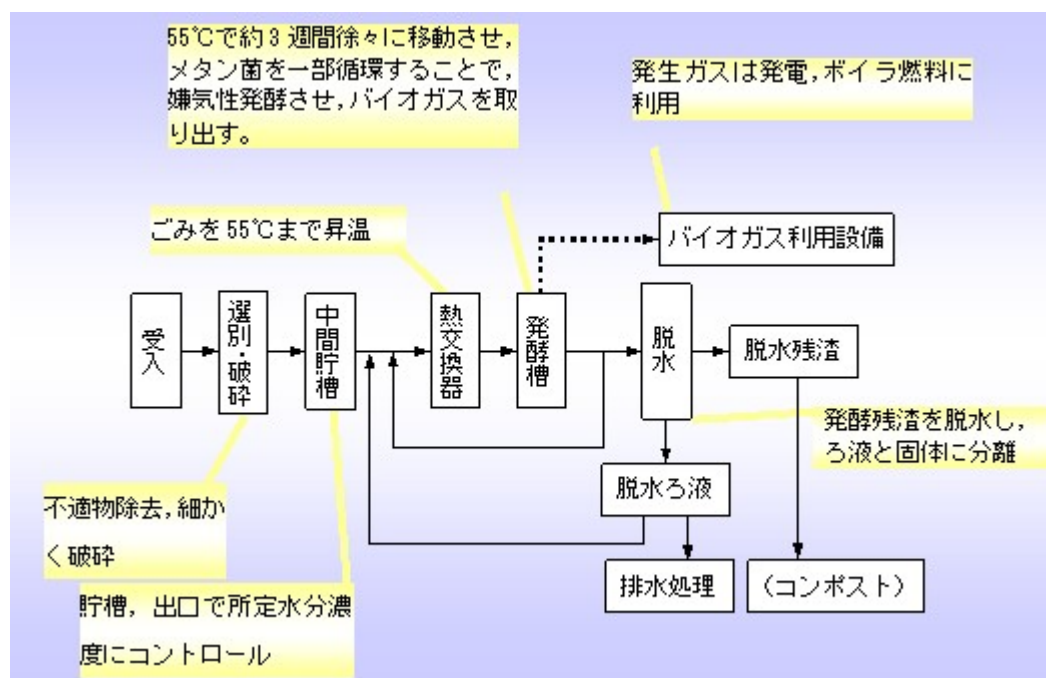 55℃で約3週間徐々に移動させ,
メタン菌を一部循環することで,
嫌気性発酵させ,バイオガスを取
り出す。
発生ガスは発電,ボイラ燃料に
利用
ごみを55℃まで昇温
バイオガス利用設備
受入
選別・破砕
中間貯槽
熱交換器
発酵槽
脱水
脱水残渣
発酵残渣を脱水し,
ろ液と固体に分離
脱水ろ液
不適物除去,細か
く破砕
排水処理
(コンポスト)
貯槽,出口で所定水分濃
度にコントロール